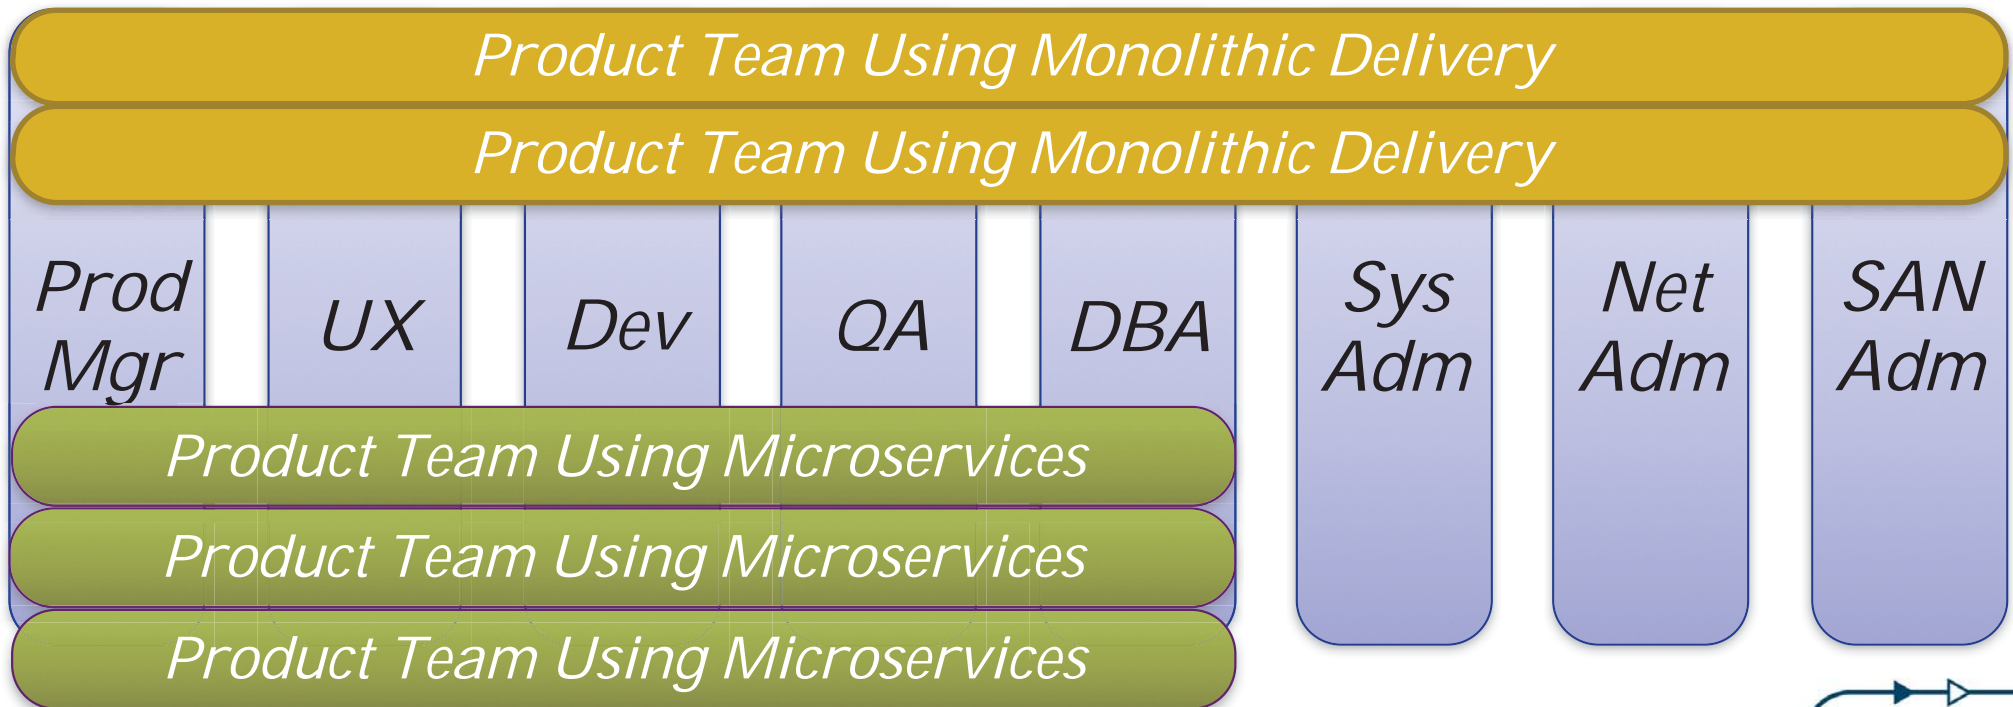 Product Team Using Monolithic Delivery
Product Team Using Monolithic Delivery
Prod
Mgr
UX
Dev
QA
DBA
Sys
Adm
Net
Adm
SAN
Adm
Product Team Using Microservices
Product Team Using Microservices
Product Team Using Microservices